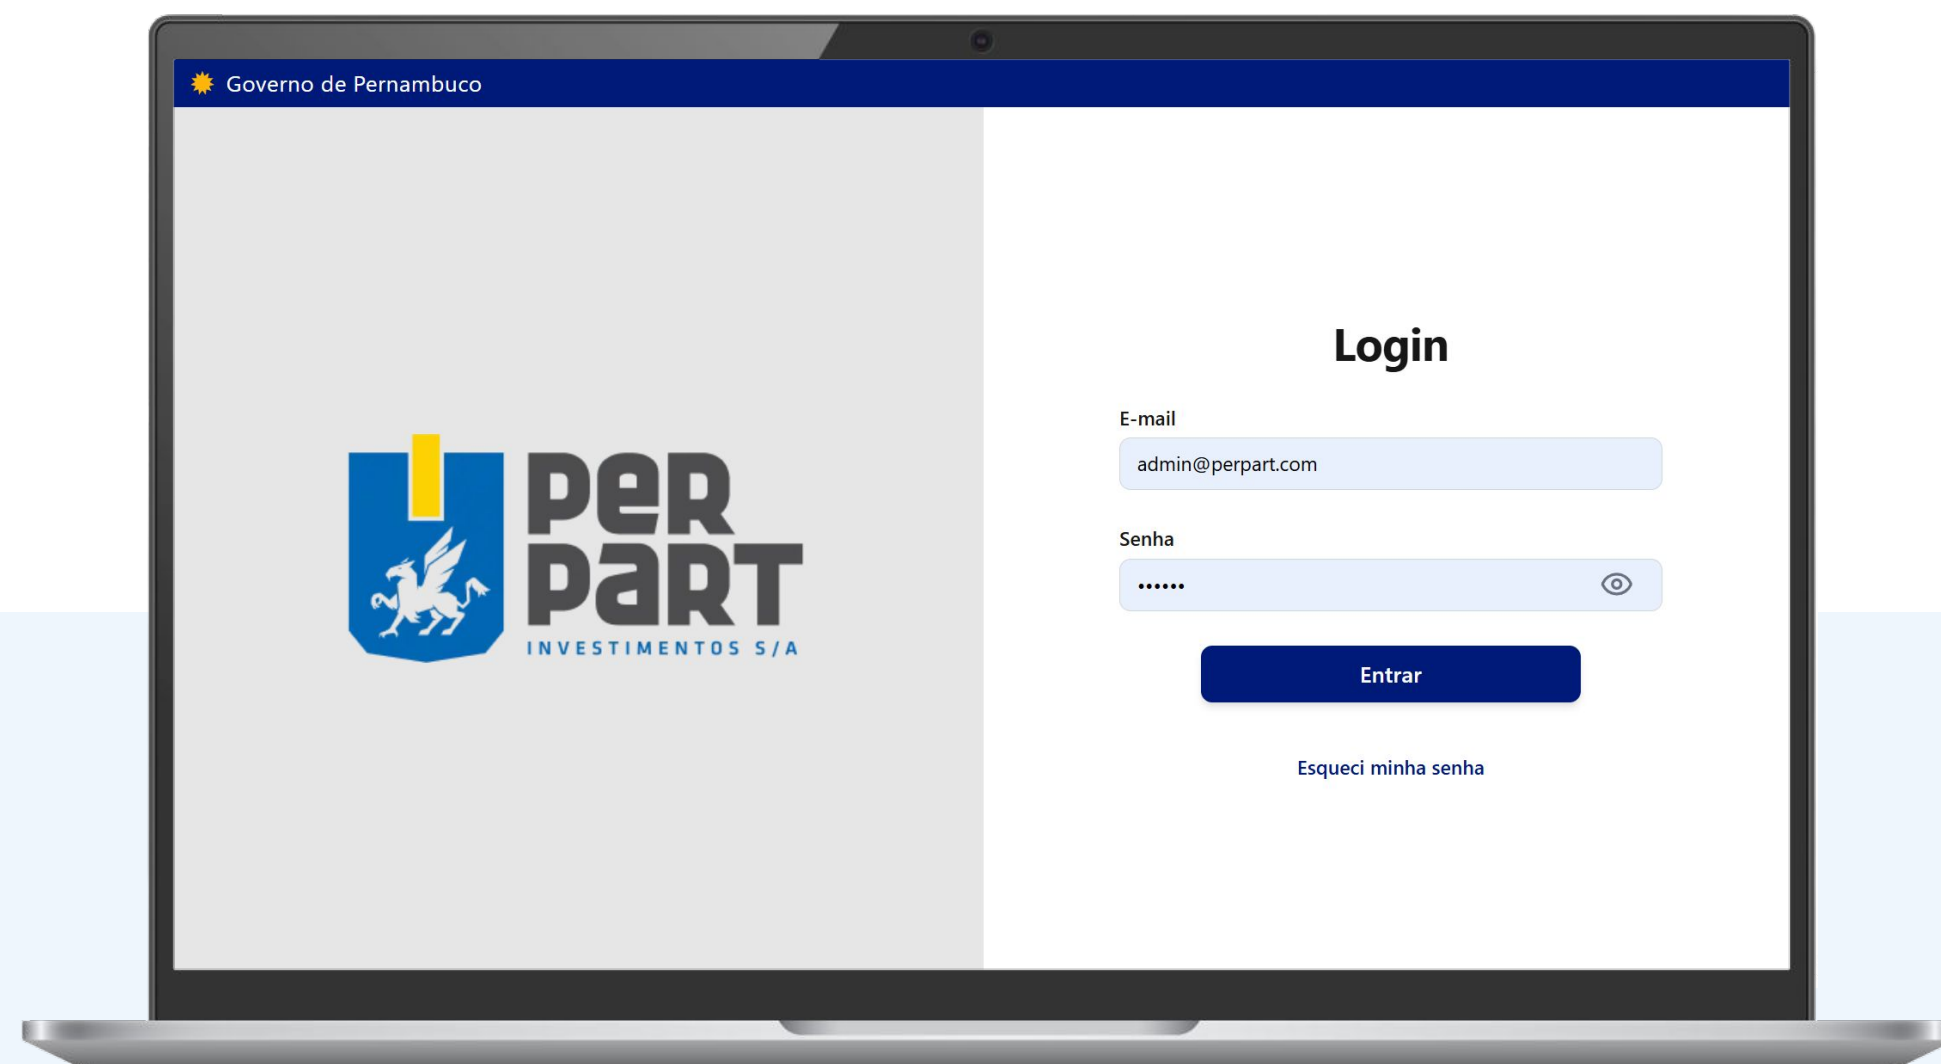 Governo de Pernambuco
PER
PART
INVESTIMENTOS S/A
Login
E-mail
admin@perpart.com
Senha
••••••
Entrar
Esqueci minha senha